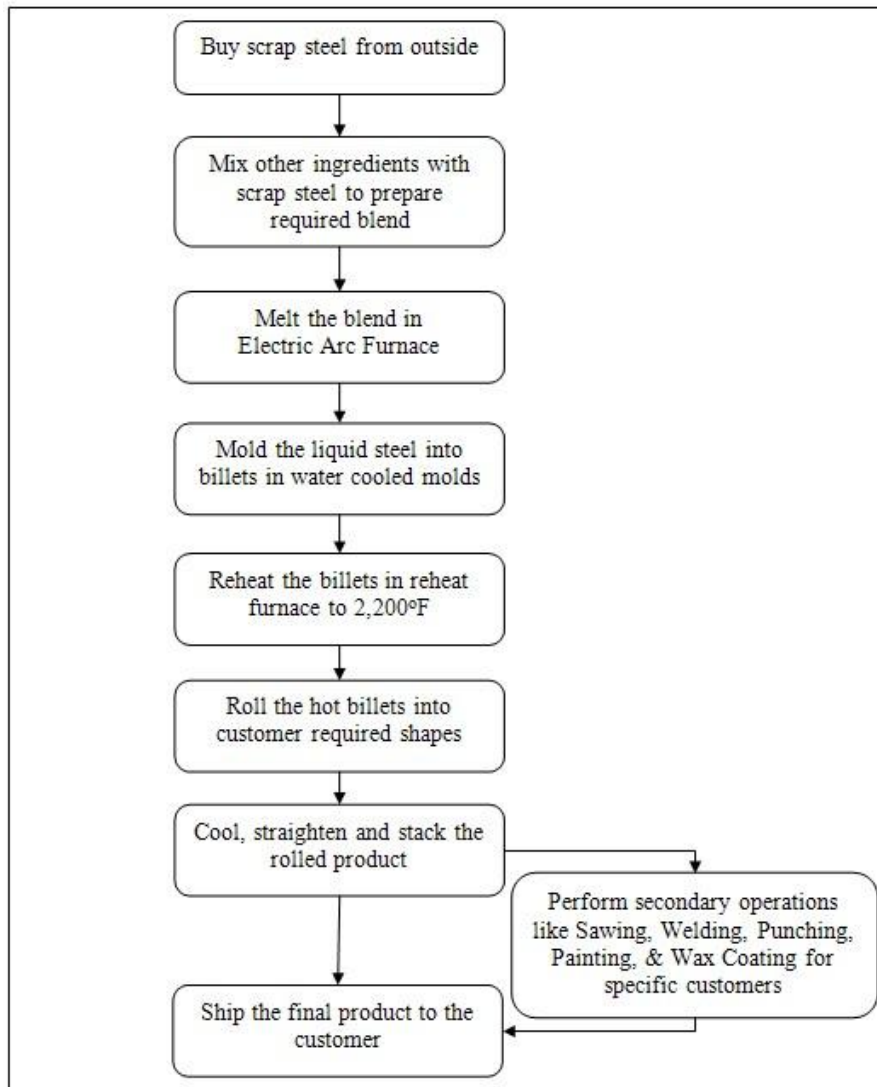 Buy scrap steel from outside
Mix other ingredients with
scrap steel to prepare
required blend
Melt the blend in
Electric Arc Furnace
Mold the liquid steel into
billets in water cooled molds
Reheat the billets in reheat
furnace to 2,200ºF
Roll the hot billets into
customer required shapes
Cool, straighten and stack the
rolled product
Perform secondary operations
like Sawing, Welding, Punching,
Painting, & Wax Coating for
specific customers
Ship the final product to the
customer